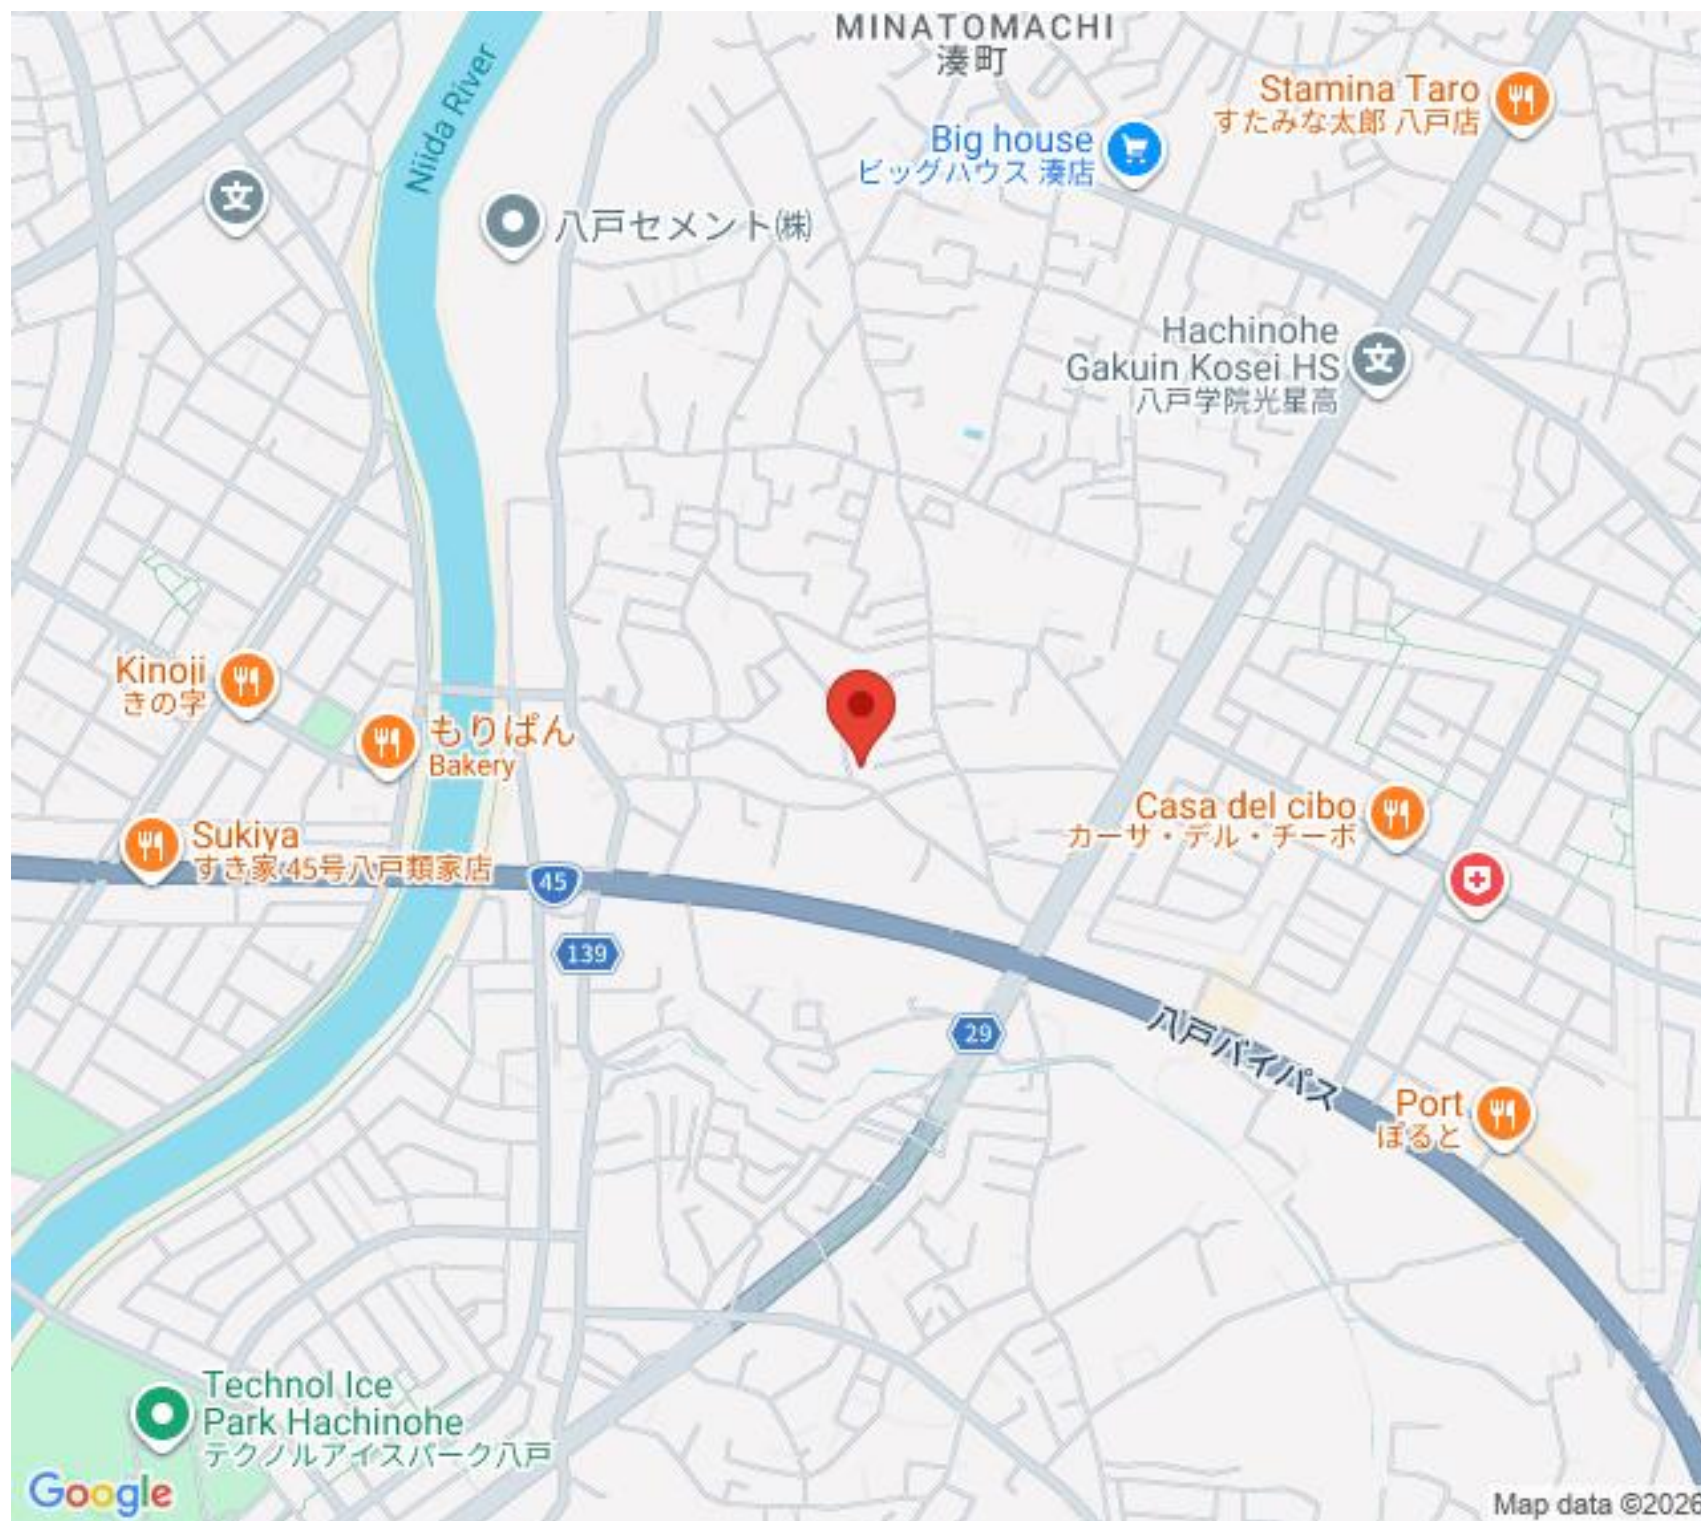 MINATOMACHI
湊町
Niida River
Stamina Taro
すたみな太郎 八戸店
Big house
ビッグハウス 湊店
八戸セメント㈱
Hachinohe
Gakuin Kosei HS
八戸学院光星高
Kinoji
きの字
もりぱん
Bakery
Casa del cibo
カーサ・デル・チーボ
Sukiya
すき家 45号八戸類家店
45
139
29
八戸バイパス
Port
ぽると
Technol Ice
Park Hachinohe
テクノルアイスパーク八戸
Google
Map data ©2026